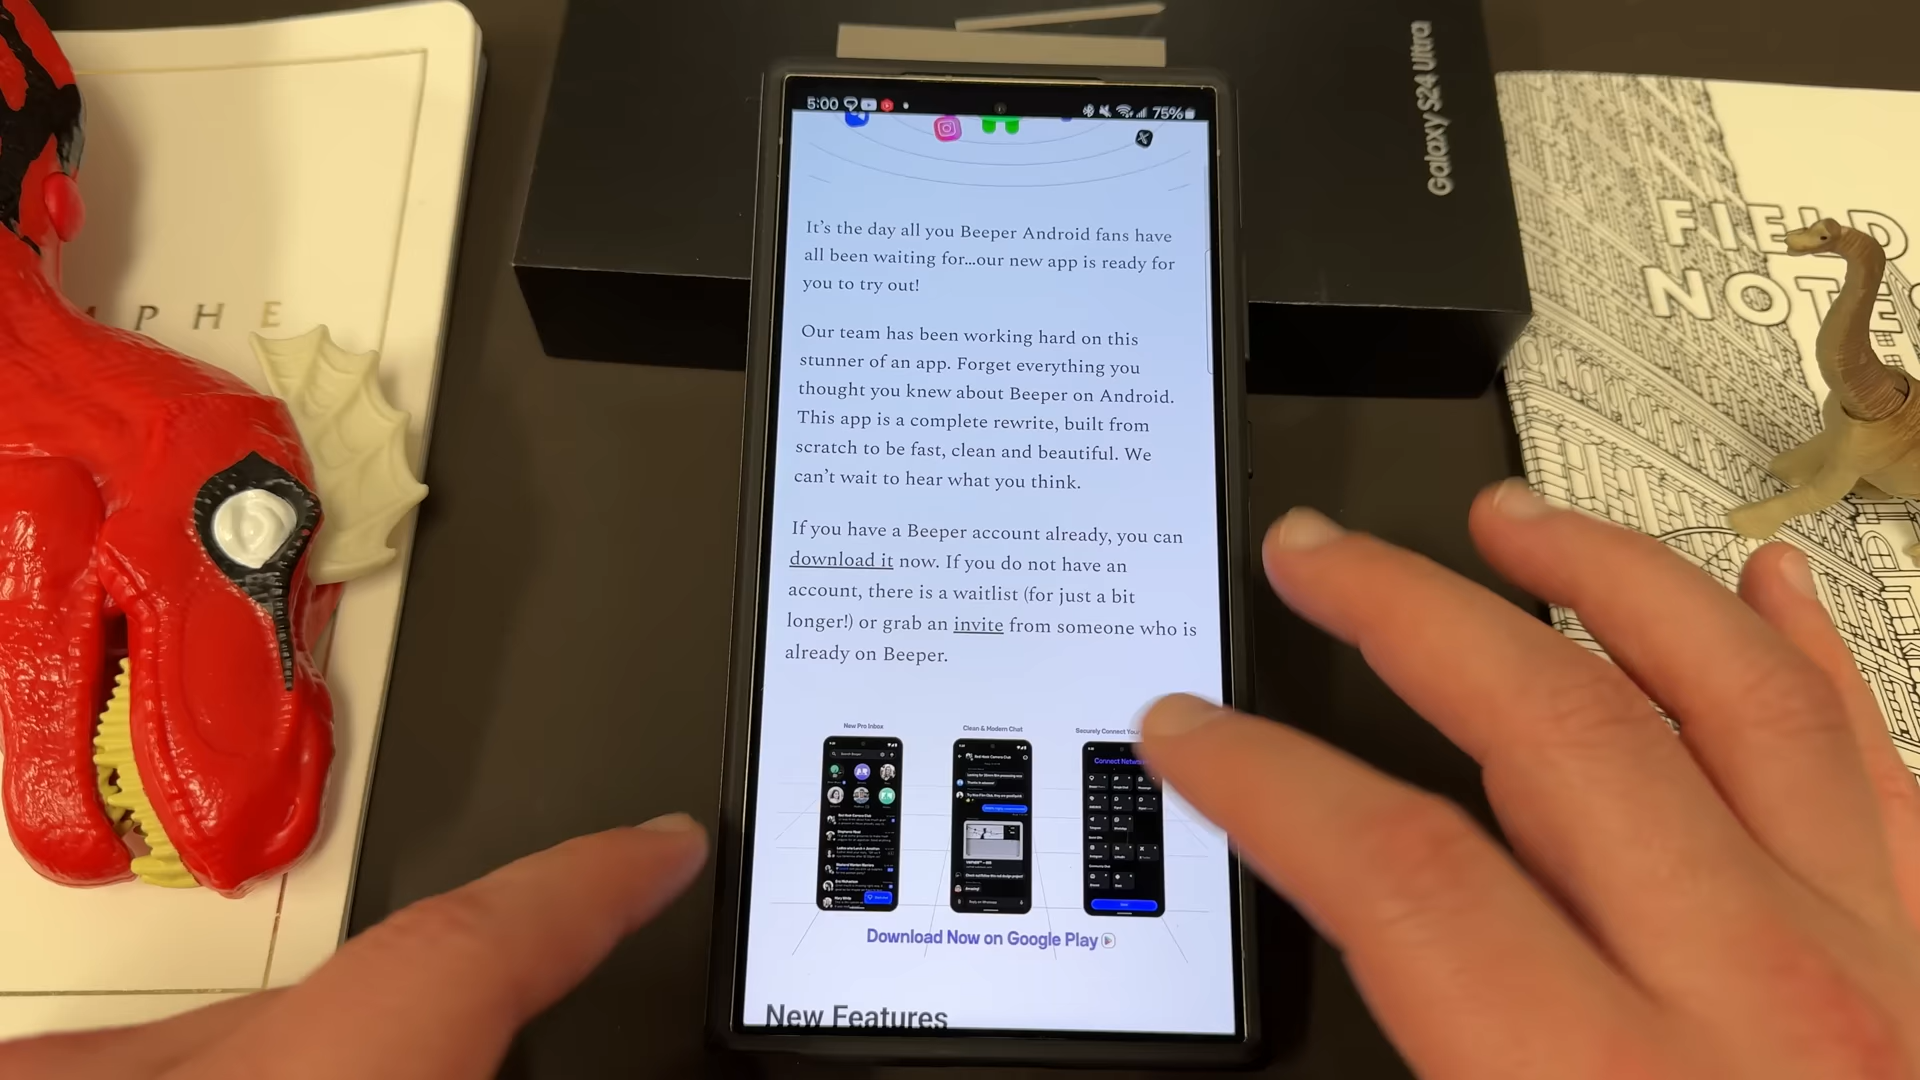 Galaxy S24 Ultra
5:00
75%
FIELD
NOTES
PHE
It's the day all you Beeper Android fans have
all been waiting for...our new app is ready for
you to try out!
Our team has been working hard on this
stunner of an app. Forget everything you
thought you knew about Beeper on Android.
This app is a complete rewrite, built from
scratch to be fast, clean and beautiful. We
can't wait to hear what you think.
If you have a Beeper account already, you can
download it now. If you do not have an
account, there is a waitlist (for just a bit
longer!) or grab an invite from someone who is
already on Beeper.
New Pro Inbox
Clean & Modern Chat
Securely Connect
Connect
Download Now on Google Play
New Features